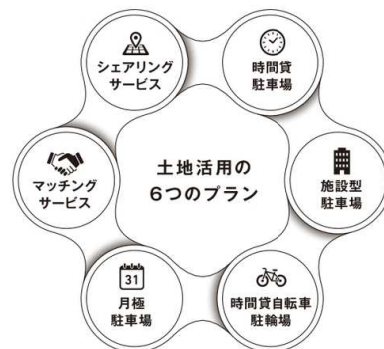 土地活用の
6つのプラン
シェアリング
サービス
時間貸
駐車場
施設型
駐車場
時間貸自転車
駐輪場
31
月極
駐車場
マッチング
サービス